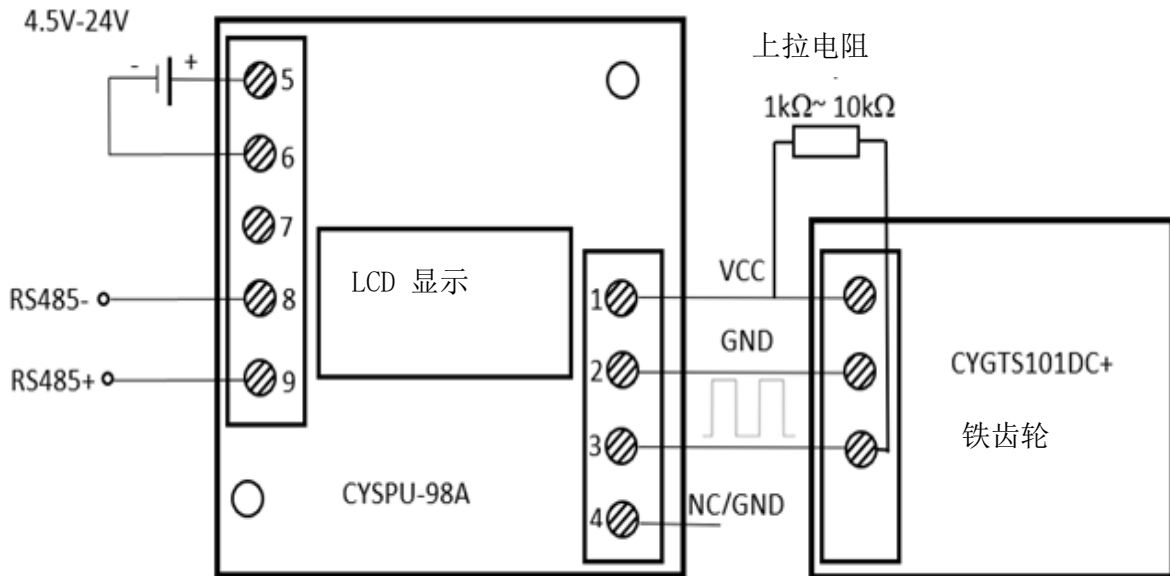 4.5V-24V
上拉电阻
1kΩ~ 10kΩ
- +
5
6
7
8
9
RS485-
RS485+
LCD 显示
1
2
3
4
VCC
GND
NC/GND
CYSPU-98A
CYGTS101DC+
铁齿轮